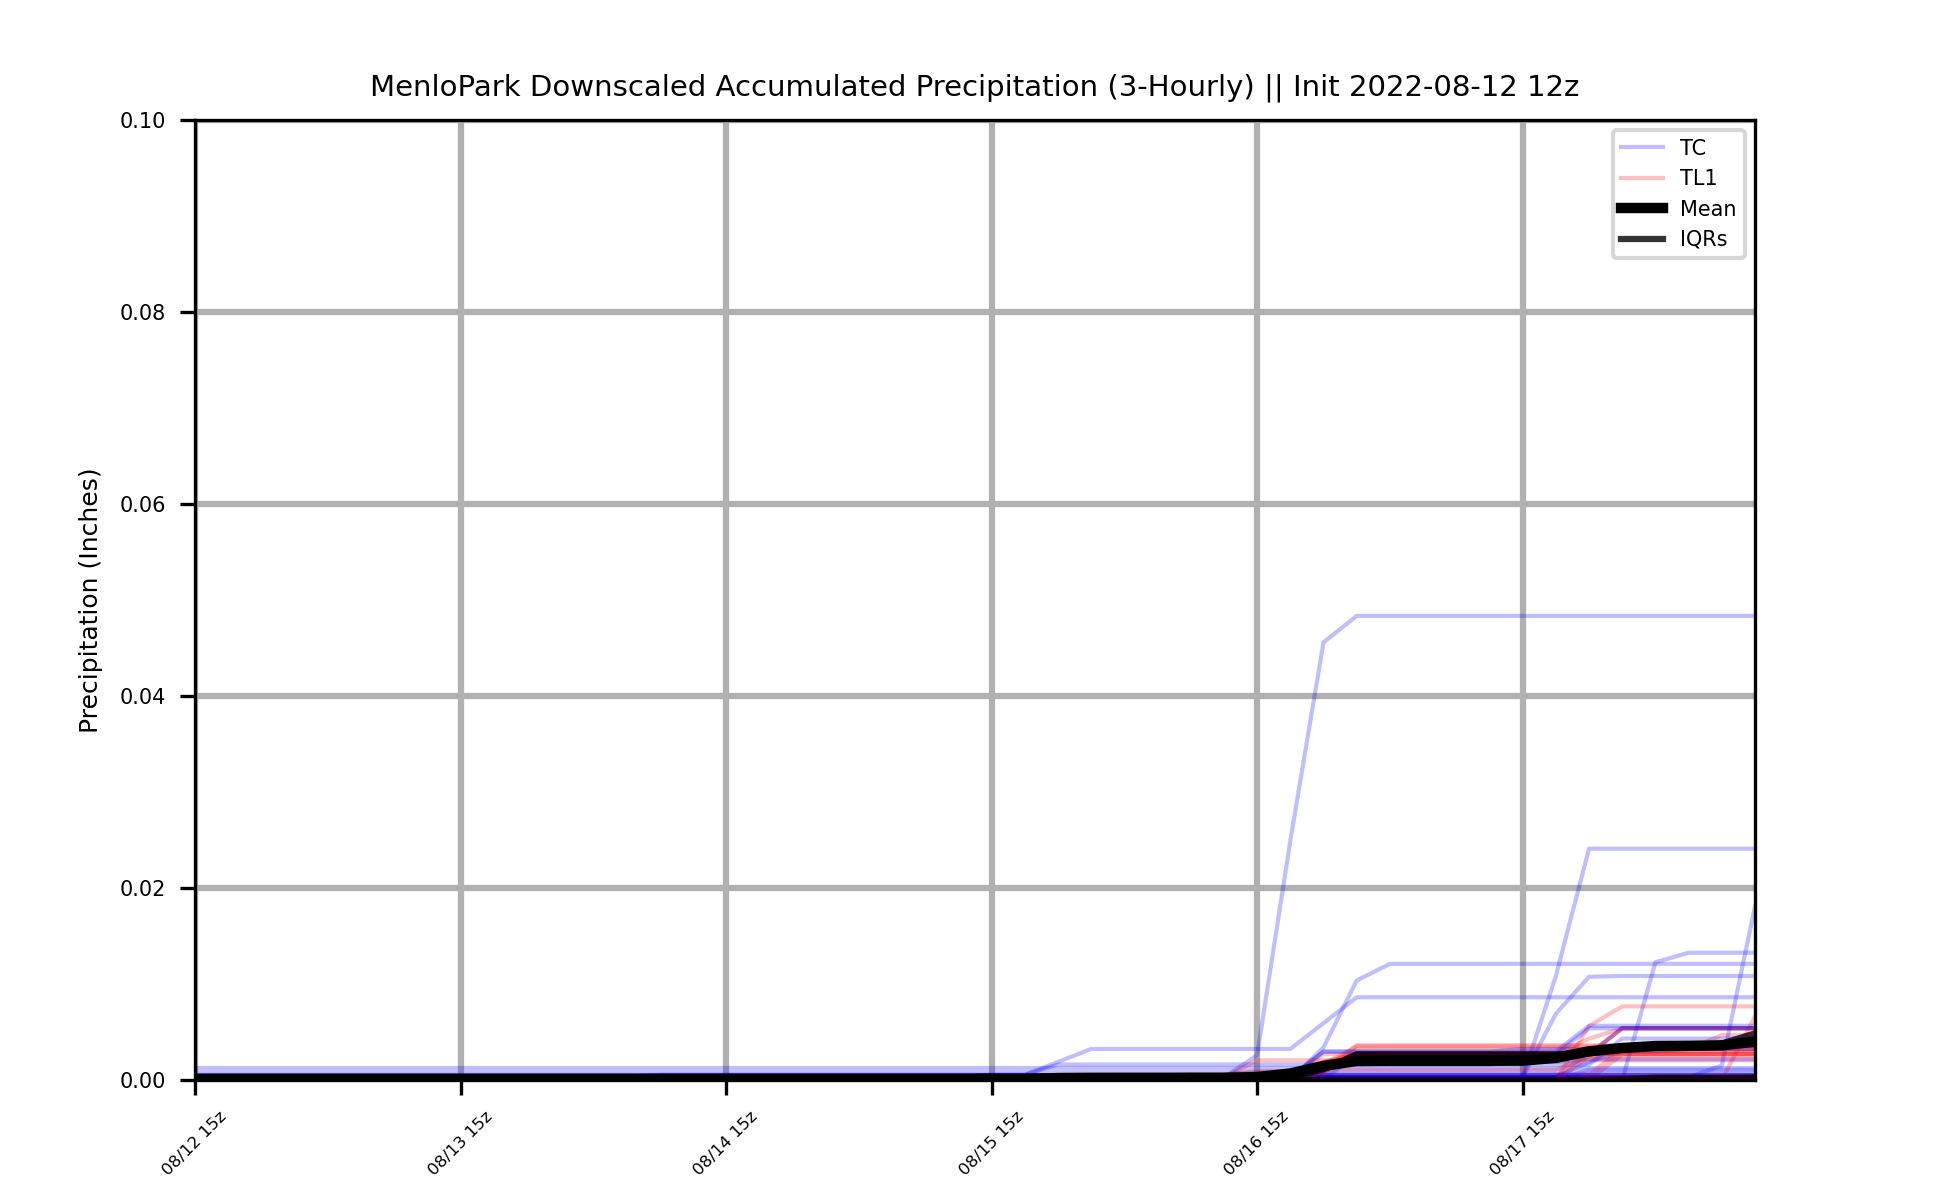 MenloPark Downscaled Accumulated Precipitation (3-Hourly) || Init 2022-08-12 12z
TC
TL1
Mean
IQRs
Precipitation (Inches)
0.10
0.08
0.06
0.04
0.02
0.00
08/12 15z
08/13 15z
08/14 15z
08/15 15z
08/16 15z
08/17 15z